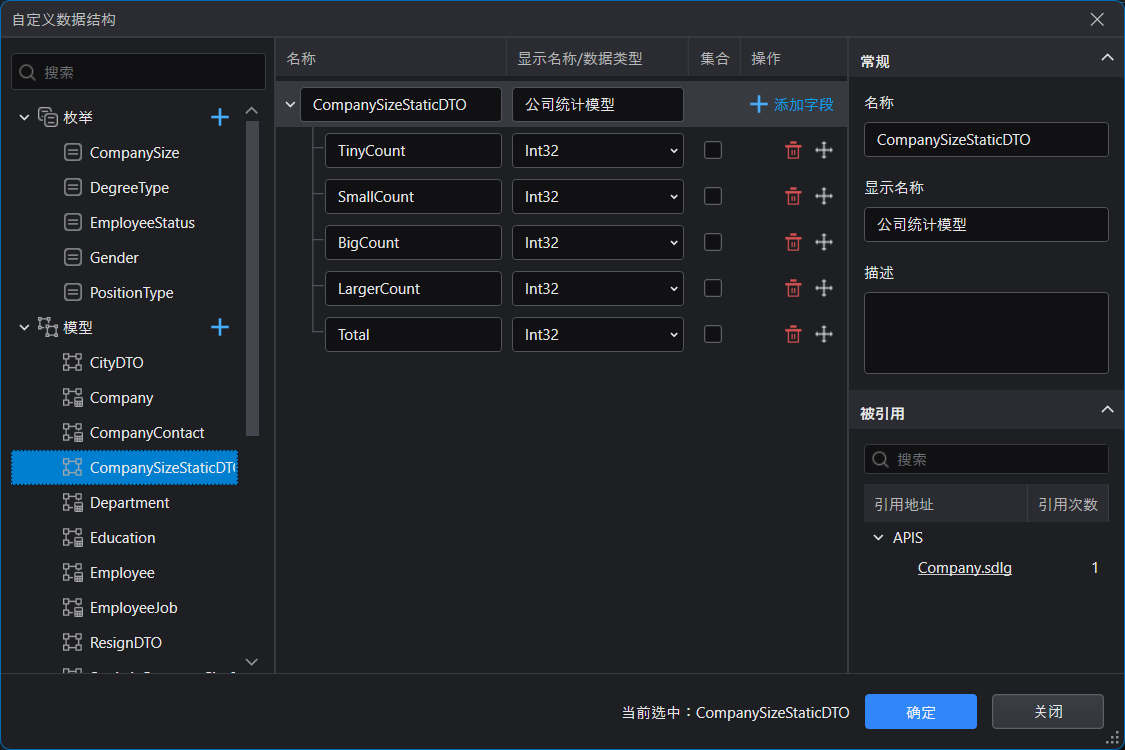 自定义数据结构
搜索
枚举
CompanySize
DegreeType
EmployeeStatus
Gender
PositionType
模型
CityDTO
Company
CompanyContact
CompanySizeStaticDT
Department
Education
Employee
EmployeeJob
ResignDTO
名称 显示名称/数据类型 集合 操作
CompanySizeStaticDTO 公司统计模型 添加字段
TinyCount Int32
SmallCount Int32
BigCount Int32
LargerCount Int32
Total Int32
常规
名称
CompanySizeStaticDTO
显示名称
公司统计模型
描述
被引用
搜索
引用地址 引用次数
APIS
Company.sdlg 1
当前选中：CompanySizeStaticDTO 确定 关闭